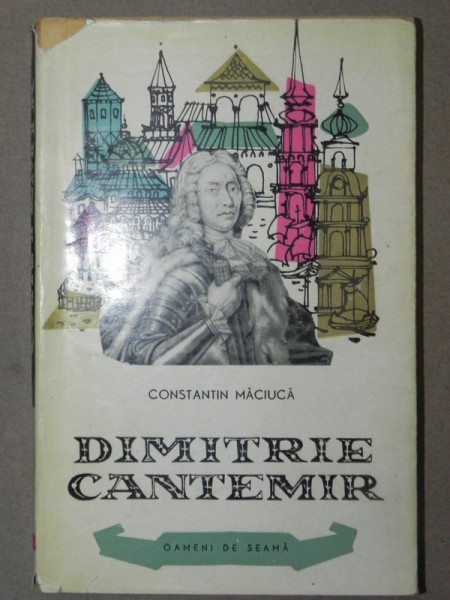 CONSTANTIN MĂCIUCĂ
DIMITRIE
CANTEMIR
OAMENI DE SEAMĂ